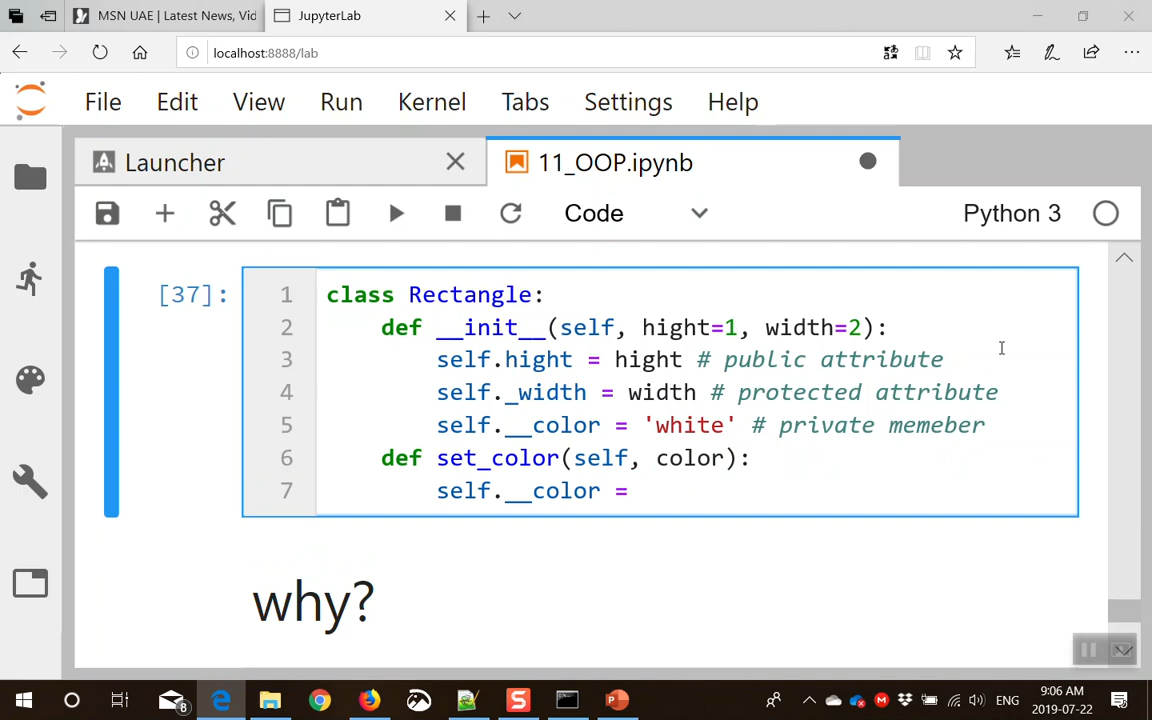 MSN UAE | Latest News, Vid
JupyterLab
localhost:8888/lab
File Edit View Run Kernel Tabs Settings Help
Launcher
11_OOP.ipynb
Code
Python 3
[37]:
1 class Rectangle:
2 def __init__(self, hight=1, width=2):
3 self.hight = hight # public attribute
4 self._width = width # protected attribute
5 self.__color = 'white' # private memeber
6 def set_color(self, color):
7 self.__color =
why?
8
ENG
9:06 AM
2019-07-22